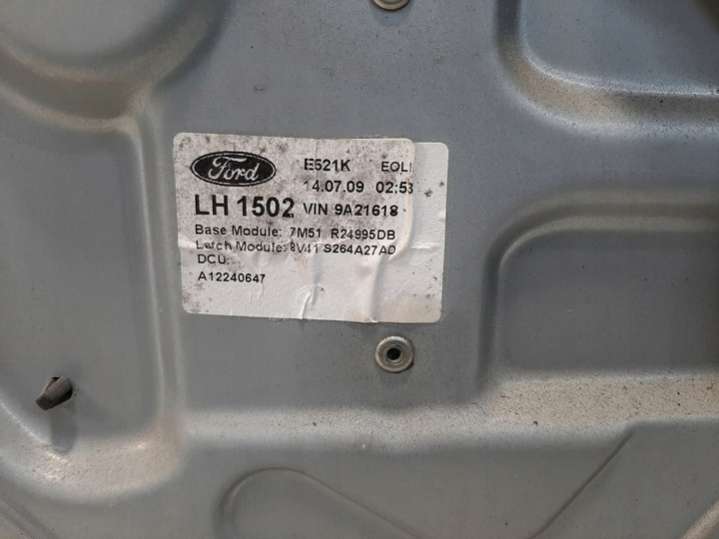 Ford E521K EOLI
14.07.09 02:53
LH 1502 VIN 9A21618
Base Module: 7M51 R24995DB
Latch Module: 8V41 S264A27AD
DCU:
A12240647